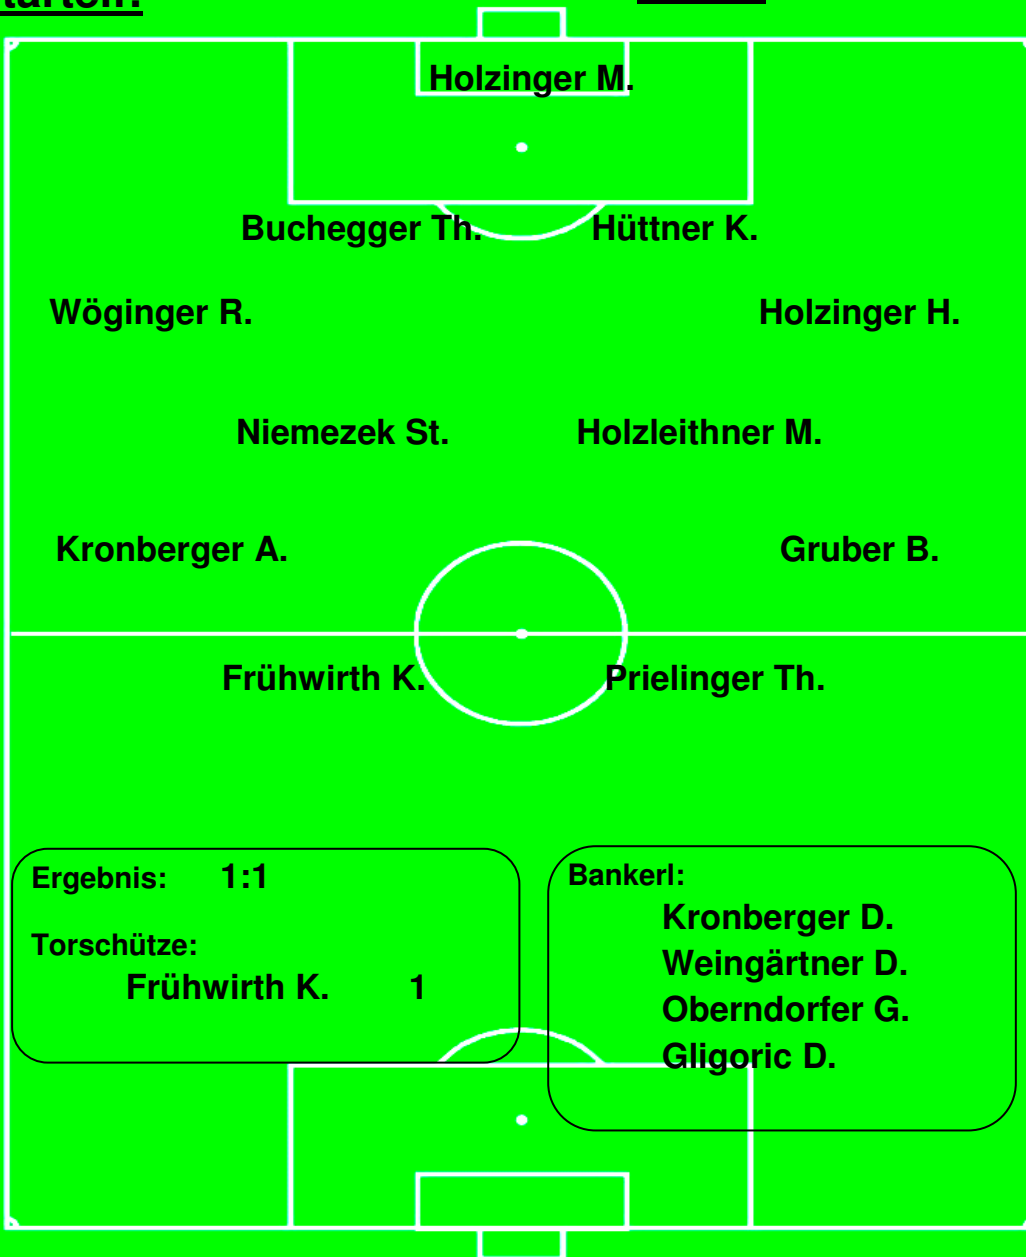 Holzinger M.
Buchegger Th. Hüttner K.
Wöginger R. Holzinger H.
Niemezek St. Holzleithner M.
Kronberger A. Gruber B.
Frühwirth K. Prielinger Th.
Ergebnis: 1:1
Torschütze:
Frühwirth K. 1
Bankerl:
Kronberger D.
Weingärtner D.
Oberndorfer G.
Gligoric D.